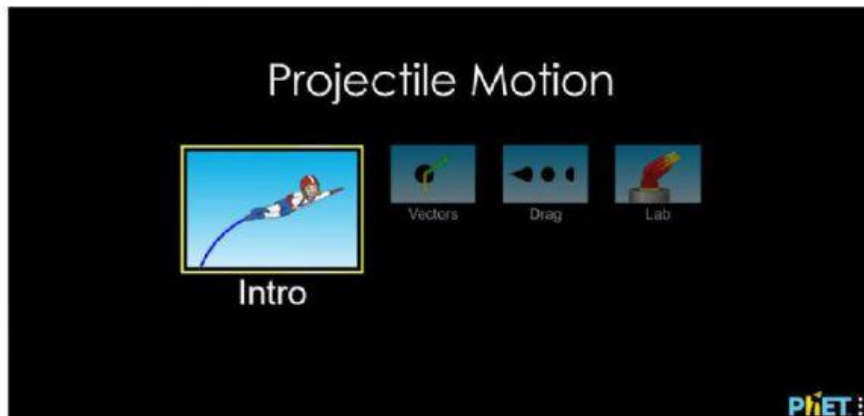 Projectile Motion
Intro
Vectors
Drag
Lab
PhET